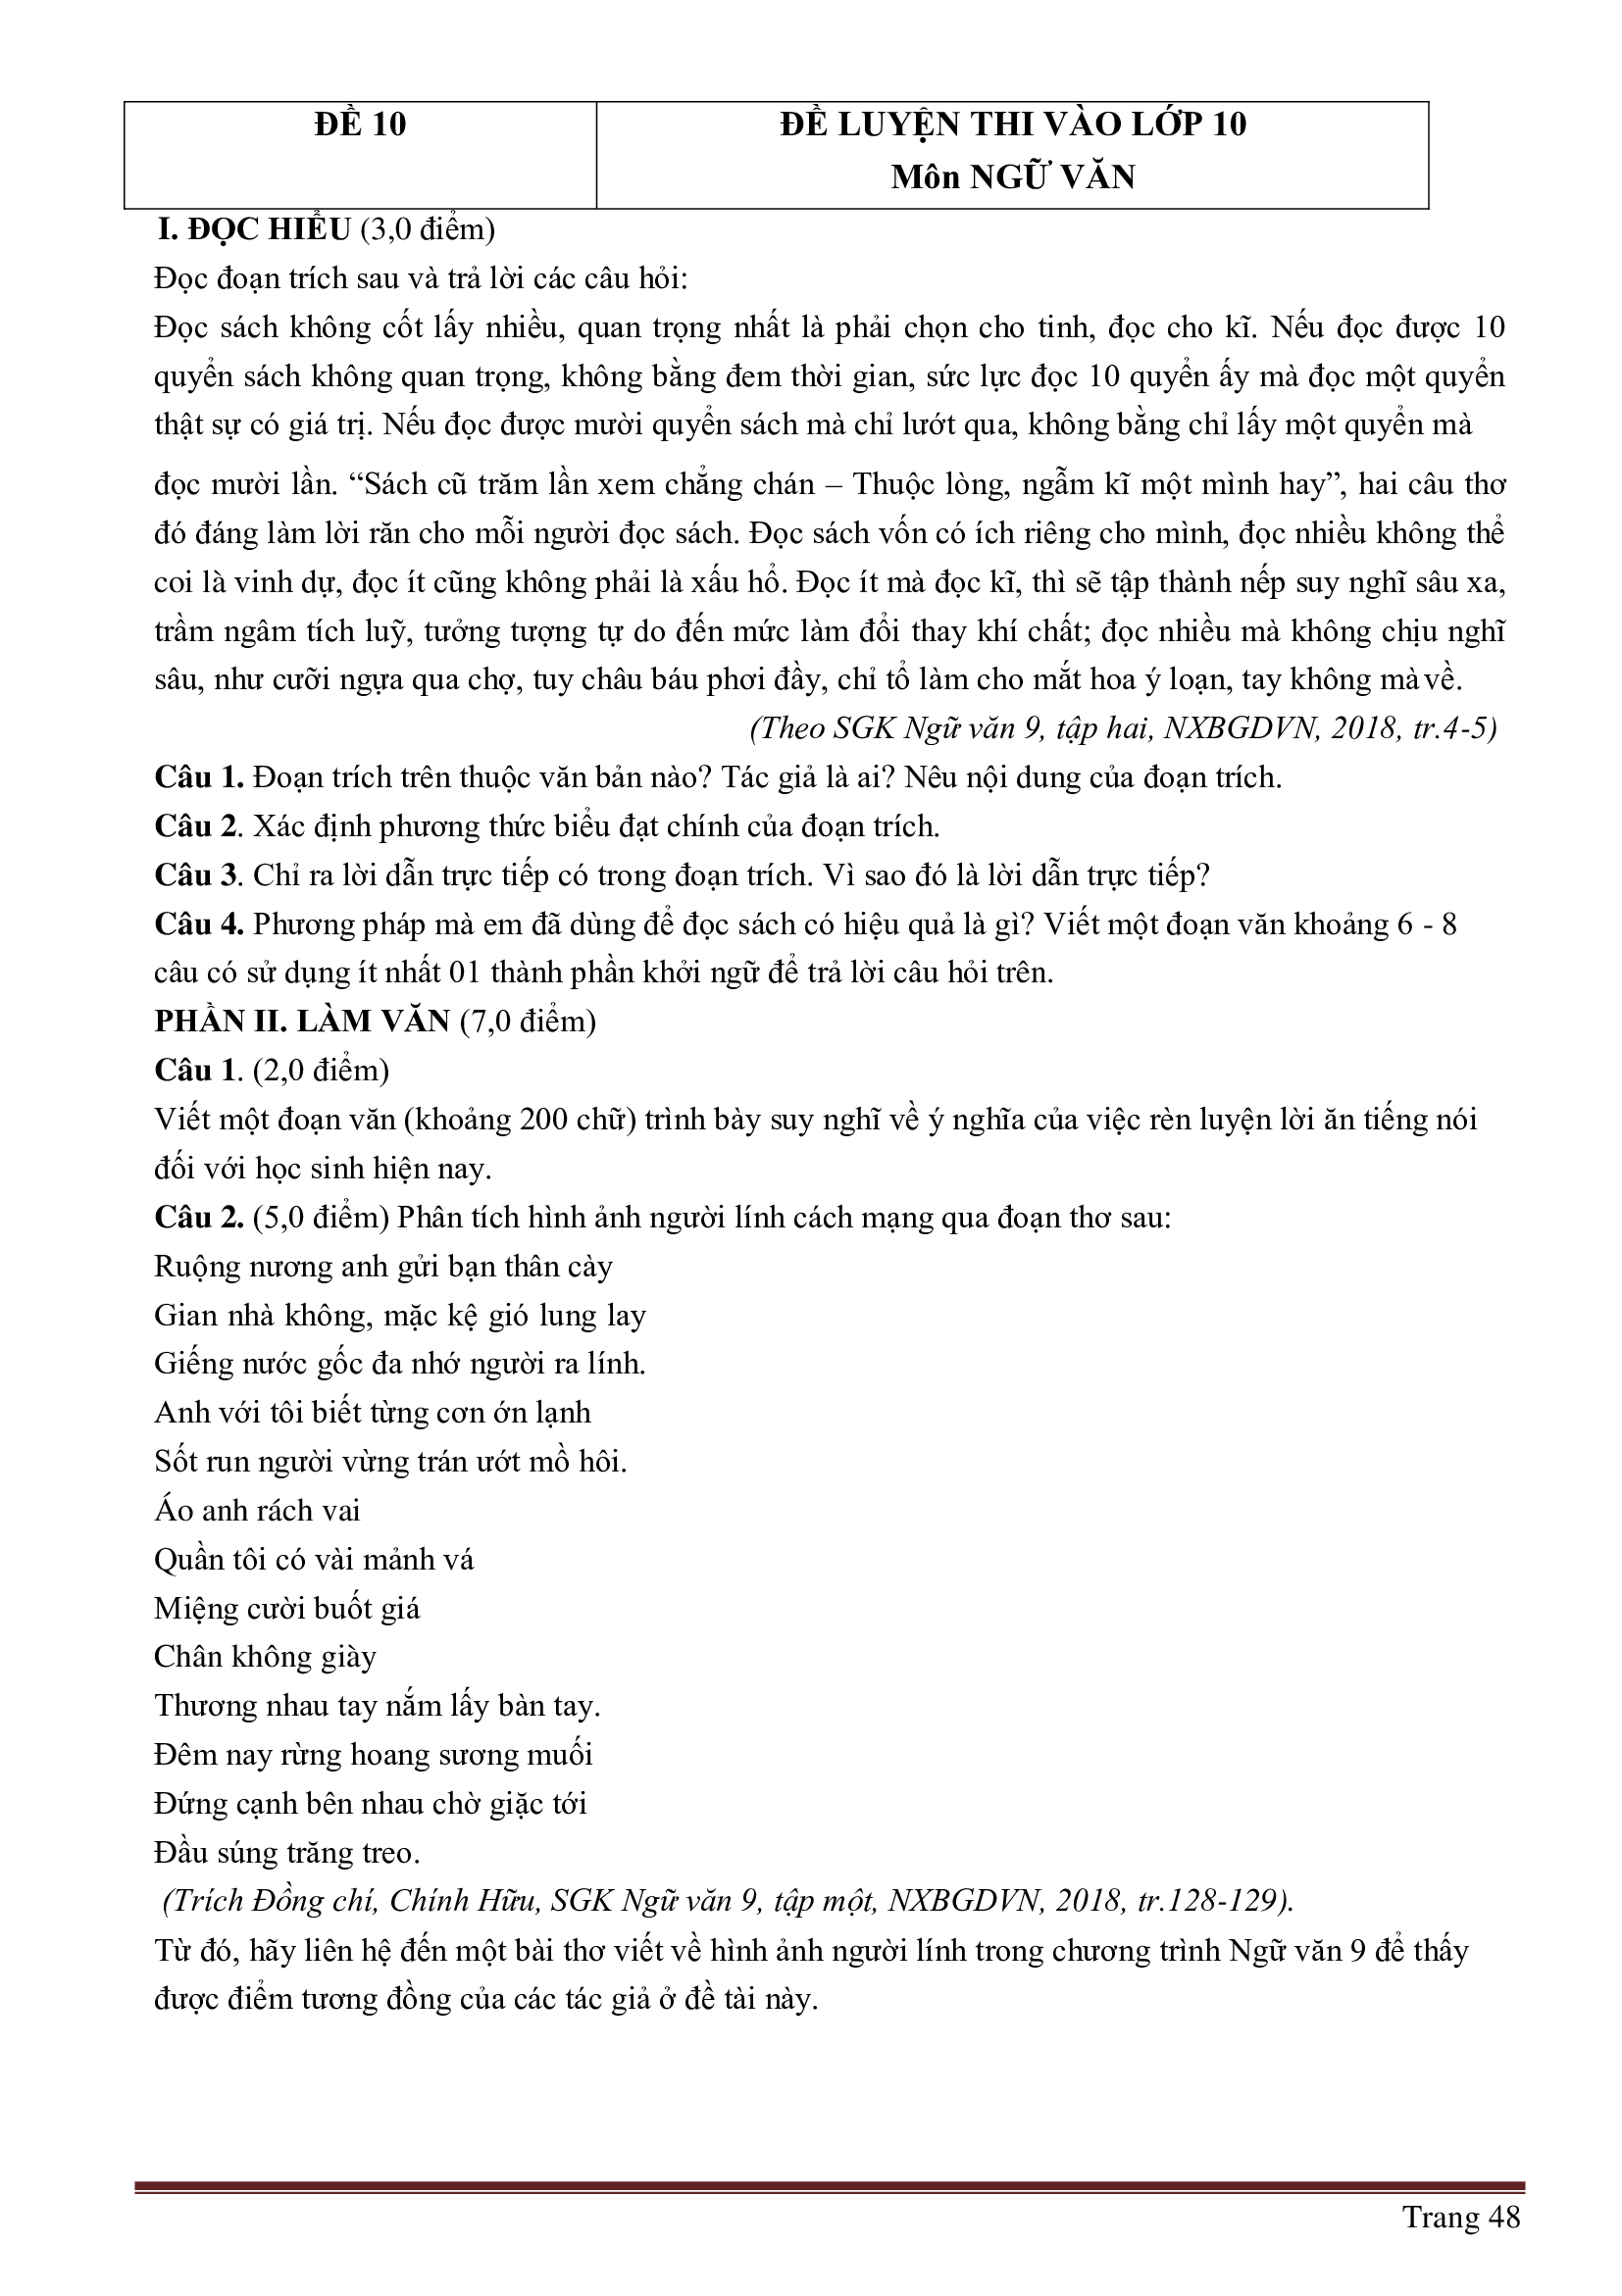 ĐỀ 10
ĐỀ LUYỆN THI VÀO LỚP 10
Môn NGỮ VĂN
I. ĐỌC HIỂU (3,0 điểm)
Đọc đoạn trích sau và trả lời các câu hỏi:
Đọc sách không cốt lấy nhiều, quan trọng nhất là phải chọn cho tinh, đọc cho kĩ. Nếu đọc được 10
quyển sách không quan trọng, không bằng đem thời gian, sức lực đọc 10 quyển ấy mà đọc một quyển
thật sự có giá trị. Nếu đọc được mười quyển sách mà chỉ lướt qua, không bằng chỉ lấy một quyển mà
đọc mười lần. “Sách cũ trăm lần xem chẳng chán – Thuộc lòng, ngẫm kĩ một mình hay”, hai câu thơ
đó đáng làm lời răn cho mỗi người đọc sách. Đọc sách vốn có ích riêng cho mình, đọc nhiều không thể
coi là vinh dự, đọc ít cũng không phải là xấu hổ. Đọc ít mà đọc kĩ, thì sẽ tập thành nếp suy nghĩ sâu xa,
trầm ngâm tích luỹ, tưởng tượng tự do đến mức làm đổi thay khí chất; đọc nhiều mà không chịu nghĩ
sâu, như cưỡi ngựa qua chợ, tuy châu báu phơi đầy, chỉ tổ làm cho mắt hoa ý loạn, tay không mà về.
(Theo SGK Ngữ văn 9, tập hai, NXBGDVN, 2018, tr.4-5)
Câu 1. Đoạn trích trên thuộc văn bản nào? Tác giả là ai? Nêu nội dung của đoạn trích.
Câu 2. Xác định phương thức biểu đạt chính của đoạn trích.
Câu 3. Chỉ ra lời dẫn trực tiếp có trong đoạn trích. Vì sao đó là lời dẫn trực tiếp?
Câu 4. Phương pháp mà em đã dùng để đọc sách có hiệu quả là gì? Viết một đoạn văn khoảng 6 - 8
câu có sử dụng ít nhất 01 thành phần khởi ngữ để trả lời câu hỏi trên.
PHẦN II. LÀM VĂN (7,0 điểm)
Câu 1. (2,0 điểm)
Viết một đoạn văn (khoảng 200 chữ) trình bày suy nghĩ về ý nghĩa của việc rèn luyện lời ăn tiếng nói
đối với học sinh hiện nay.
Câu 2. (5,0 điểm) Phân tích hình ảnh người lính cách mạng qua đoạn thơ sau:
Ruộng nương anh gửi bạn thân cày
Gian nhà không, mặc kệ gió lung lay
Giếng nước gốc đa nhớ người ra lính.
Anh với tôi biết từng cơn ớn lạnh
Sốt run người vừng trán ướt mồ hôi.
Áo anh rách vai
Quần tôi có vài mảnh vá
Miệng cười buốt giá
Chân không giày
Thương nhau tay nắm lấy bàn tay.
Đêm nay rừng hoang sương muối
Đứng cạnh bên nhau chờ giặc tới
Đầu súng trăng treo.
(Trích Đồng chí, Chính Hữu, SGK Ngữ văn 9, tập một, NXBGDVN, 2018, tr.128-129).
Từ đó, hãy liên hệ đến một bài thơ viết về hình ảnh người lính trong chương trình Ngữ văn 9 để thấy
được điểm tương đồng của các tác giả ở đề tài này.
Trang 48